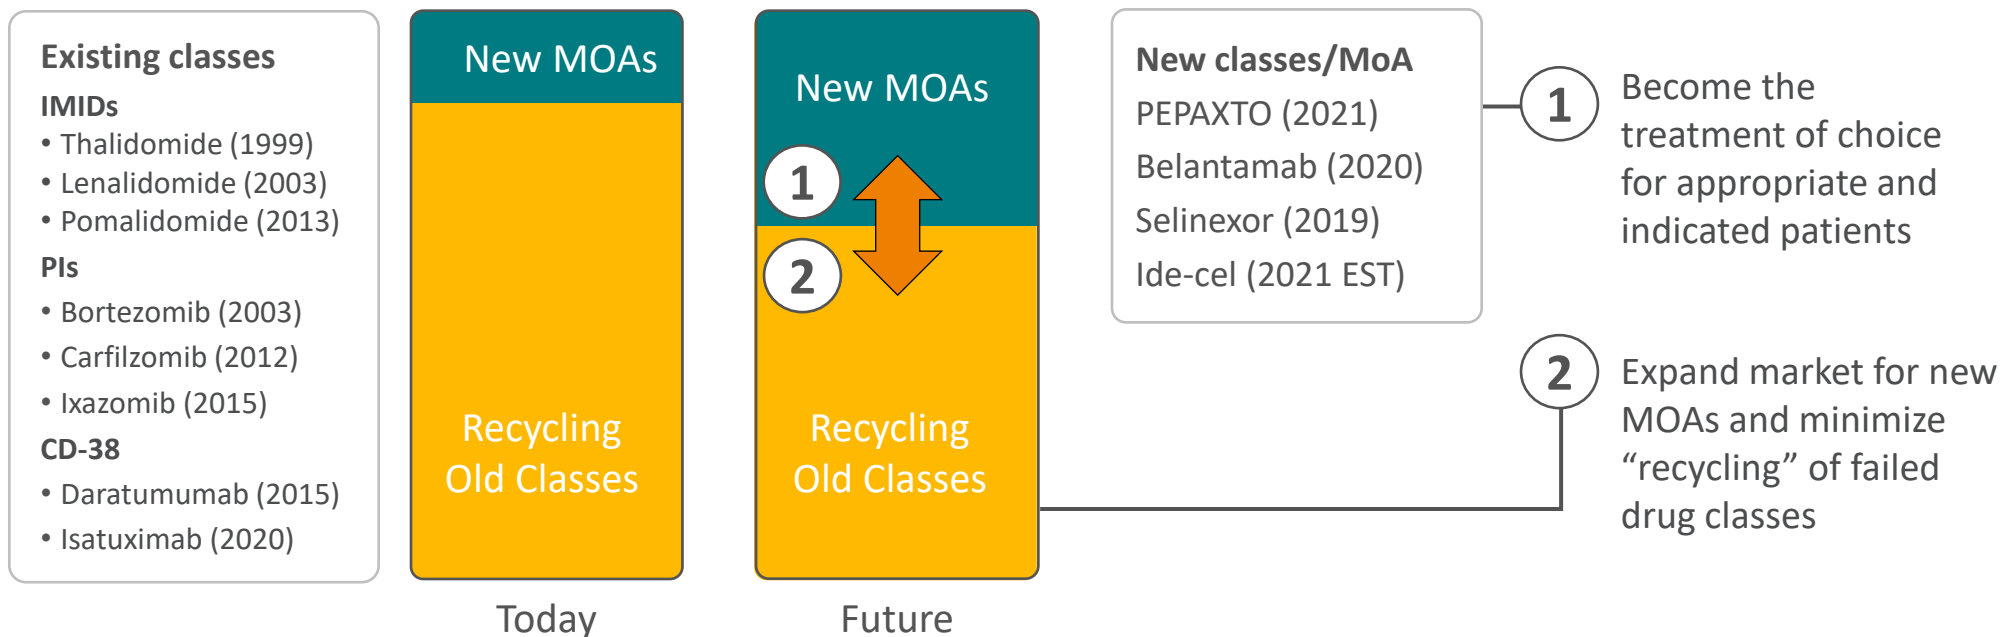 Existing classes
IMIDs
• Thalidomide (1999)
• Lenalidomide (2003)
• Pomalidomide (2013)
PIs
• Bortezomib (2003)
• Carfilzomib (2012)
• Ixazomib (2015)
CD-38
• Daratumumab (2015)
• Isatuximab (2020)
New MOAs
Recycling
Old Classes
Today
New MOAs
1
2
Recycling
Old Classes
Future
New classes/MoA
PEPAXTO (2021)
Belantamab (2020)
Selinexor (2019)
Ide-cel (2021 EST)
1
Become the
treatment of choice
for appropriate and
indicated patients
2
Expand market for new
MOAs and minimize
“recycling” of failed
drug classes